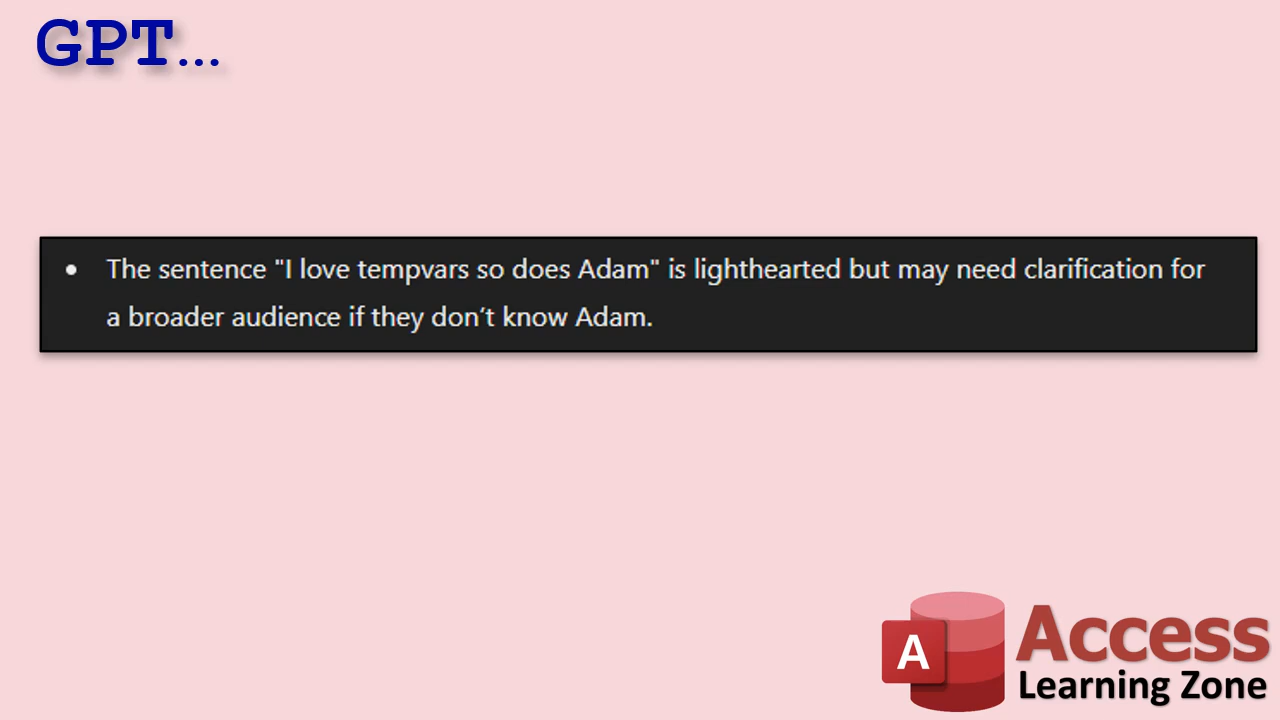 GPT...
• The sentence "I love tempvars so does Adam" is lighthearted but may need clarification for
a broader audience if they don’t know Adam.
A
Access
Learning Zone